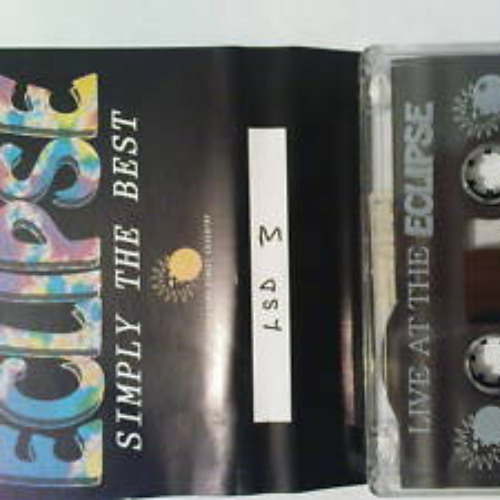 ECLIPSE
SIMPLY THE BEST
LSD 3
LIVE AT THE ECLIPSE